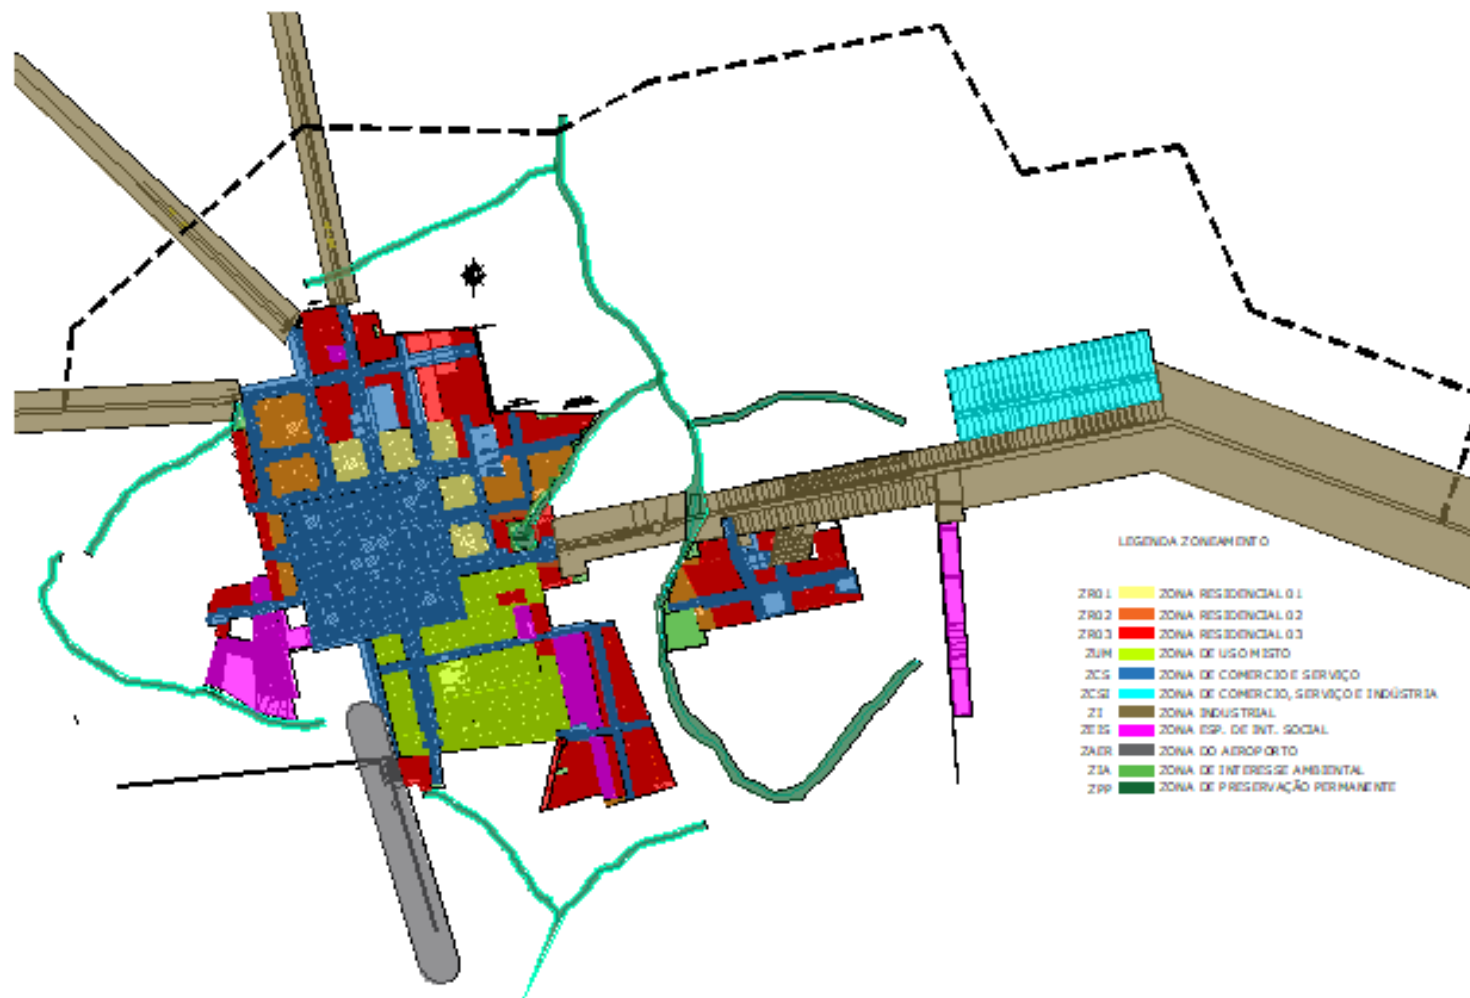 LEGENDA ZONEAMENTO
ZR01 ZONA RESIDENCIAL 01
ZR02 ZONA RESIDENCIAL 02
ZR03 ZONA RESIDENCIAL 03
ZUM ZONA DE USO MISTO
ZCS ZONA DE COMERCIO E SERVIÇO
ZCSI ZONA DE COMERCIO, SERVIÇO E INDÚSTRIA
ZI ZONA INDUSTRIAL
ZEIS ZONA ESP. DE INT. SOCIAL
ZAER ZONA DO AEROPORTO
ZIA ZONA DE INTERESSE AMBIENTAL
ZPP ZONA DE PRESERVAÇÃO PERMANENTE